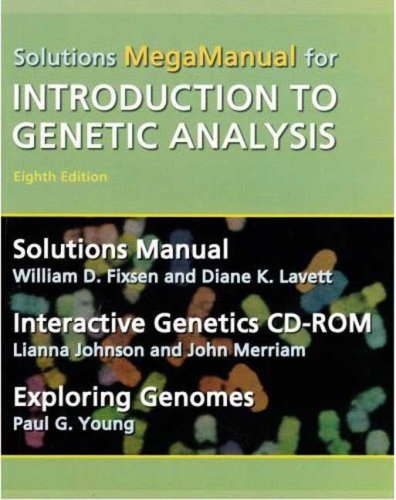 Solutions MegaManual for
INTRODUCTION TO
GENETIC ANALYSIS
Eighth Edition
Solutions Manual
William D. Fixsen and Diane K. Lavett
Interactive Genetics CD-ROM
Lianna Johnson and John Merriam
Exploring Genomes
Paul G. Young